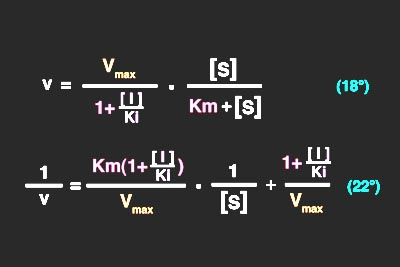 v = Vmax / (1+ [I]/Ki) · [S] / (Km+[S]) (18°)
1/v = Km(1+ [I]/Ki) / Vmax · 1/[S] + (1+ [I]/Ki) / Vmax (22°)